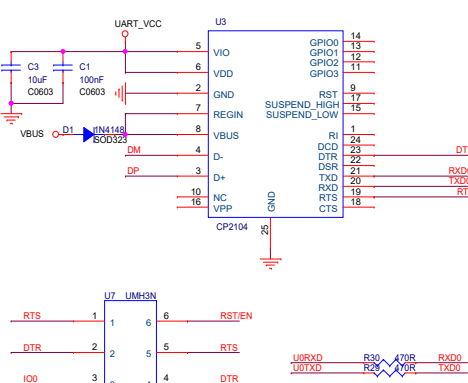 UART_VCC
U3
5 VIO GPIO0 14
GPIO1 13
GPIO2 12
6 VDD GPIO3 11
C3 C1
10uF 100nF
C0603 C0603
2 GND RST 9
SUSPEND_HIGH 17
7 REGIN SUSPEND_LOW 15
VBUS D1 1N4148 8 VBUS RI 1
SOD323
DCD 24
DM 4 D- DTR 23 DT
DSR 22
DP 3 D+ TXD 21 RXD0
RXD 20 TXD0
10 NC RTS 19 RT
16 VPP GND CTS 18
CP2104 25
U7 UMH3N
RTS 1 1 6 6 RST/EN
DTR 2 2 5 5 RTS
U0RXD R30 470R RXD0
U0TXD R29 470R TXD0
IO0 3 4 DTR